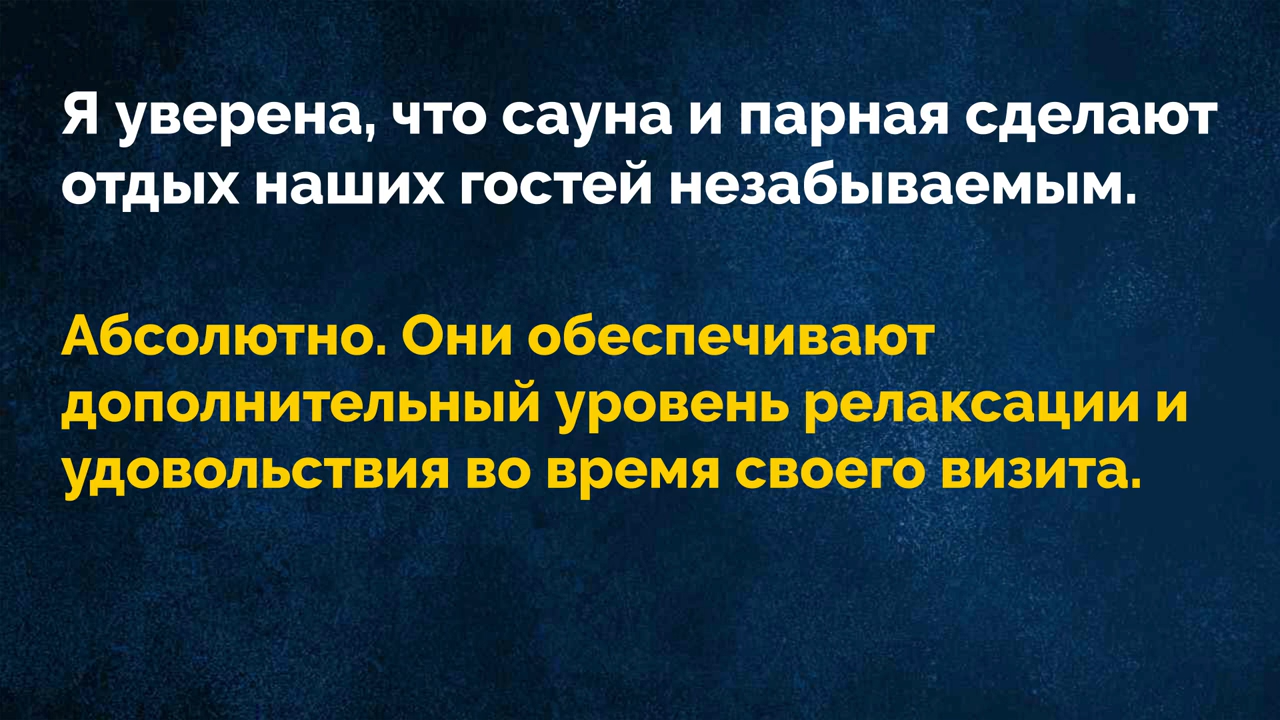 Я уверена, что сауна и парная сделают
отдых наших гостей незабываемым.
Абсолютно. Они обеспечивают
дополнительный уровень релаксации и
удовольствия во время своего визита.